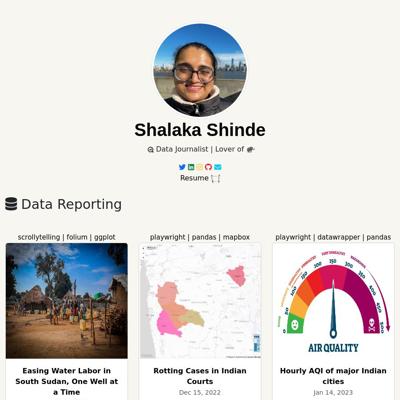 Shalaka Shinde
Data Journalist | Lover of
Resume
Data Reporting
scrollytelling | folium | ggplot
playwright | pandas | mapbox
playwright | datawrapper | pandas
AIR QUALITY
Easing Water Labor in
South Sudan, One Well at
a Time
Rotting Cases in Indian
Courts
Dec 15, 2022
Hourly AQI of major Indian
cities
Jan 14, 2023